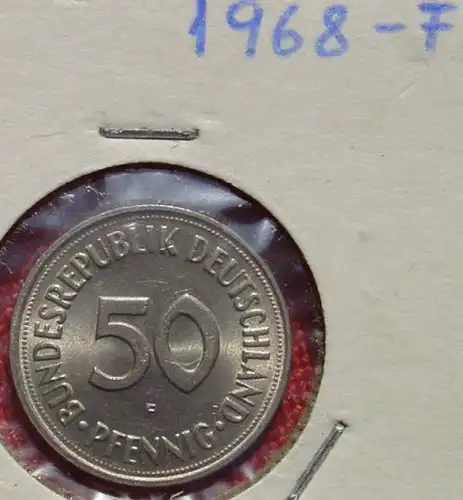 1968-F
BUNDESREPUBLIK DEUTSCHLAND
50
F
· PFENNIG ·